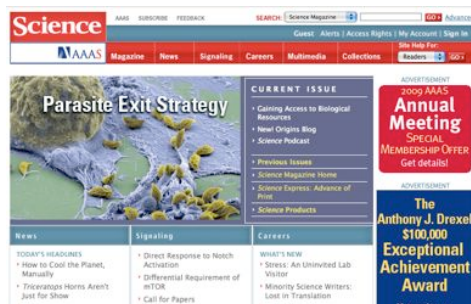 Science
AAAS SUBSCRIBE FEEDBACK
SEARCH: Science Magazine GO Advance
Guest Alerts | Access Rights | My Account | Sign In
AAAS
Magazine News Signaling Careers Multimedia Collections
Site Help For:
Readers GO
Parasite Exit Strategy
CURRENT ISSUE
Gaining Access to Biological
Resources
New! Origins Blog
Science Podcast
Previous Issues
Science Magazine Home
Science Express: Advance of
Print
Science Products
ADVERTISEMENT
2009 AAAS
Annual
Meeting
SPECIAL
MEMBERSHIP OFFER
Get details!
ADVERTISEMENT
The
Anthony J. Drexel
$100,000
Exceptional
Achievement
Award
News
TODAY'S HEADLINES
How to Cool the Planet,
Manually
Triceratops Horns Aren't
Just for Show
Signaling
Direct Response to Notch
Activation
Differential Requirement of
mTOR
Call for Papers
Careers
WHAT'S NEW
Stress: An Uninvited Lab
Visitor
Minority Science Writers:
Lost in Translation